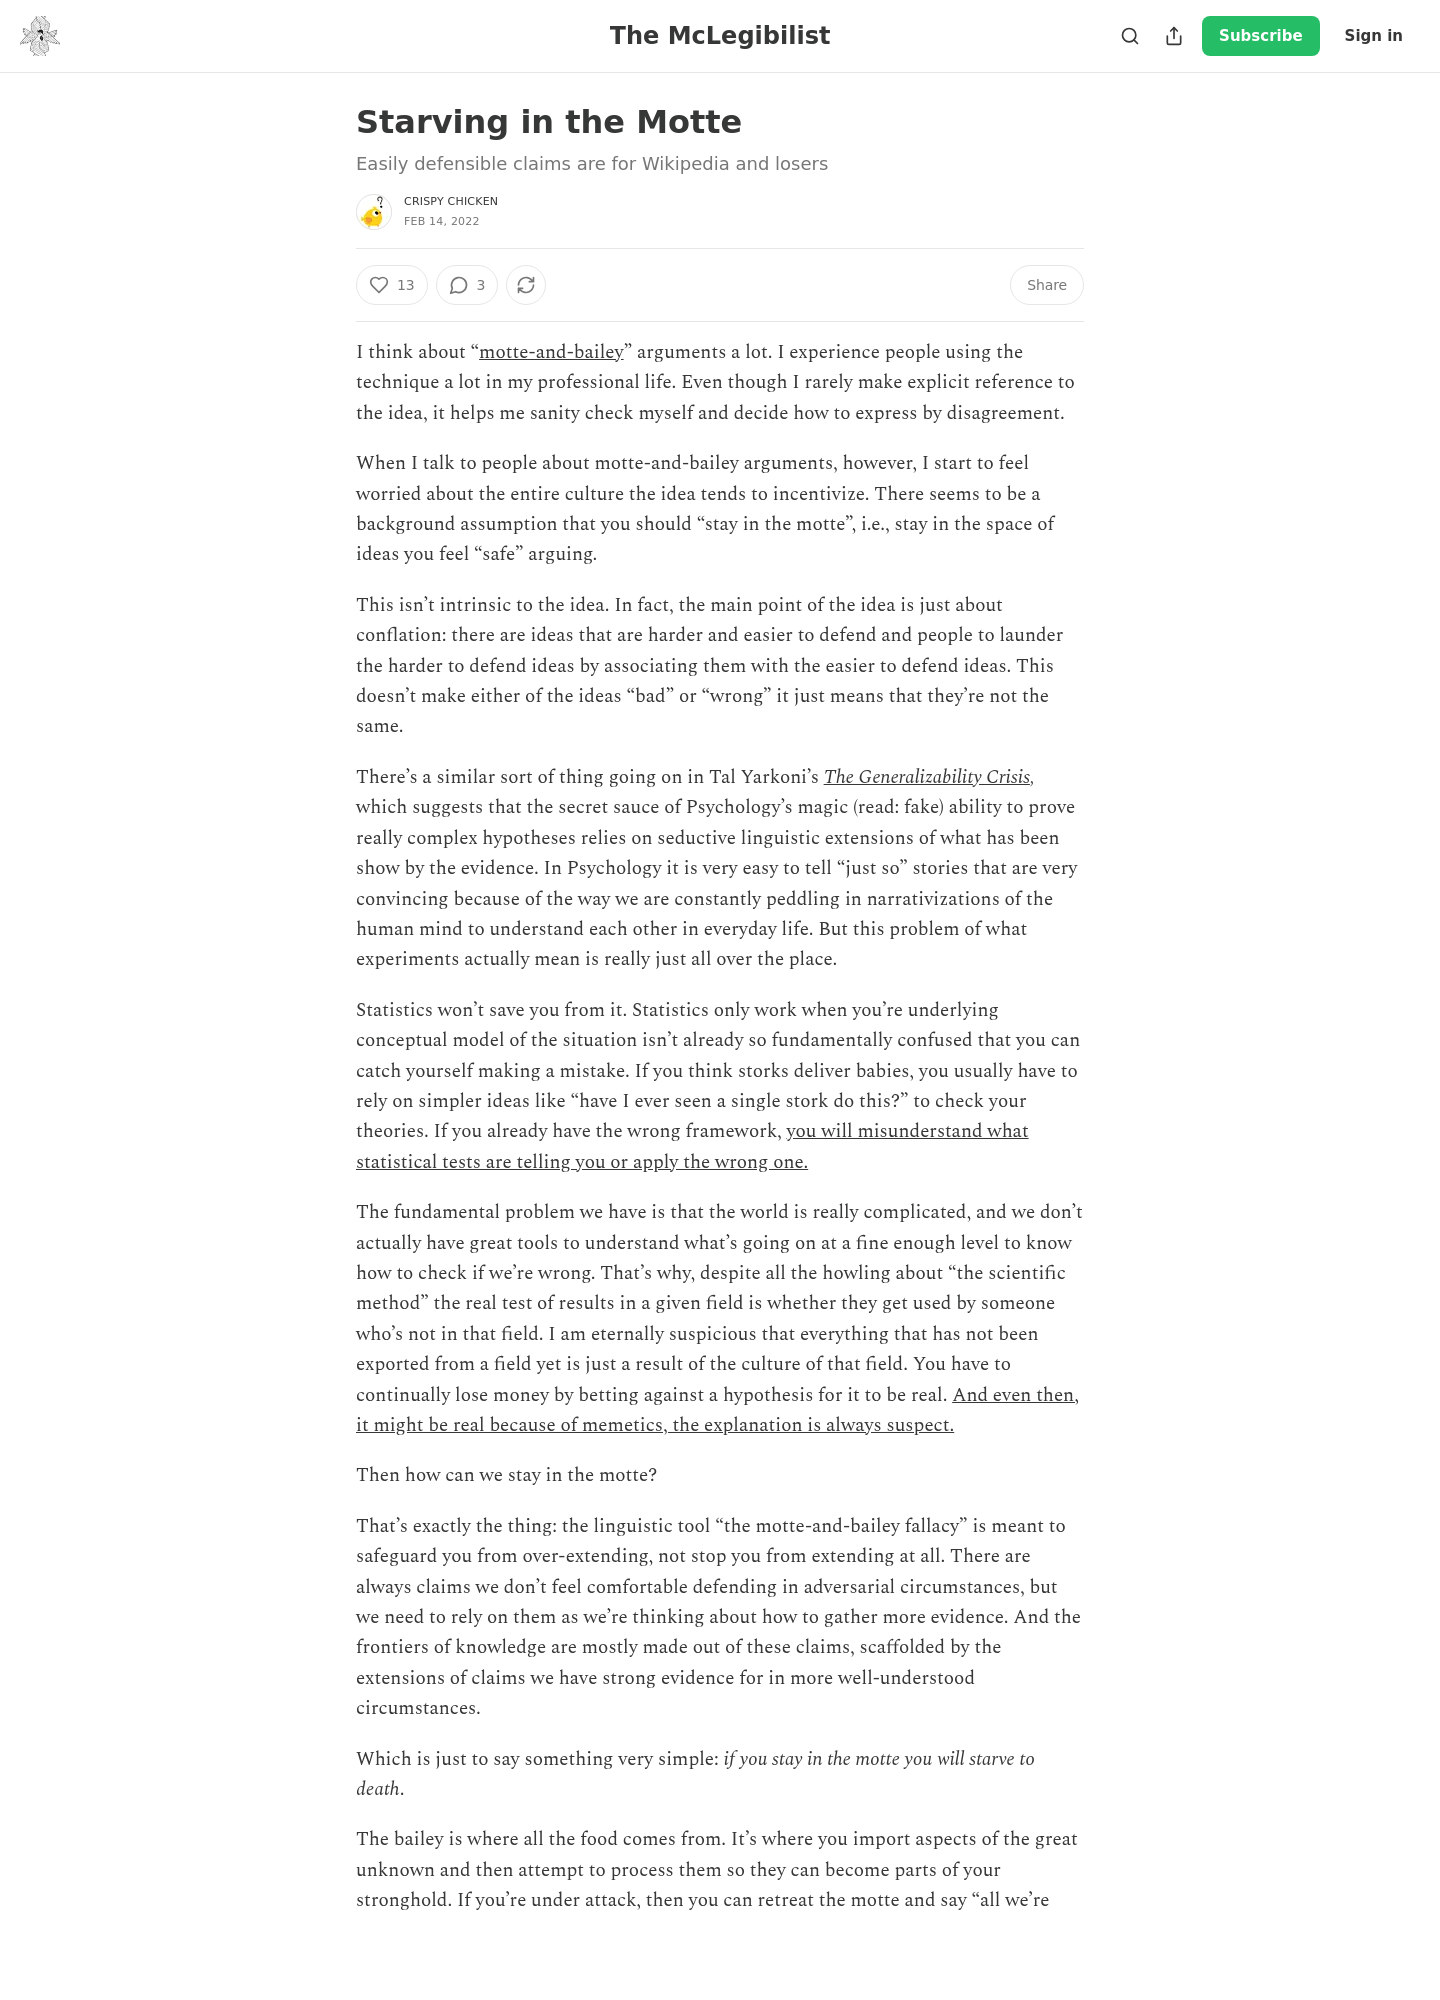 The McLegibilist
Subscribe
Sign in
Starving in the Motte
Easily defensible claims are for Wikipedia and losers
CRISPY CHICKEN
FEB 14, 2022
13
3
Share
I think about “motte-and-bailey” arguments a lot. I experience people using the
technique a lot in my professional life. Even though I rarely make explicit reference to
the idea, it helps me sanity check myself and decide how to express by disagreement.
When I talk to people about motte-and-bailey arguments, however, I start to feel
worried about the entire culture the idea tends to incentivize. There seems to be a
background assumption that you should “stay in the motte”, i.e., stay in the space of
ideas you feel “safe” arguing.
This isn’t intrinsic to the idea. In fact, the main point of the idea is just about
conflation: there are ideas that are harder and easier to defend and people to launder
the harder to defend ideas by associating them with the easier to defend ideas. This
doesn’t make either of the ideas “bad” or “wrong” it just means that they’re not the
same.
There’s a similar sort of thing going on in Tal Yarkoni’s The Generalizability Crisis,
which suggests that the secret sauce of Psychology’s magic (read: fake) ability to prove
really complex hypotheses relies on seductive linguistic extensions of what has been
show by the evidence. In Psychology it is very easy to tell “just so” stories that are very
convincing because of the way we are constantly peddling in narrativizations of the
human mind to understand each other in everyday life. But this problem of what
experiments actually mean is really just all over the place.
Statistics won’t save you from it. Statistics only work when you’re underlying
conceptual model of the situation isn’t already so fundamentally confused that you can
catch yourself making a mistake. If you think storks deliver babies, you usually have to
rely on simpler ideas like “have I ever seen a single stork do this?” to check your
theories. If you already have the wrong framework, you will misunderstand what
statistical tests are telling you or apply the wrong one.
The fundamental problem we have is that the world is really complicated, and we don’t
actually have great tools to understand what’s going on at a fine enough level to know
how to check if we’re wrong. That’s why, despite all the howling about “the scientific
method” the real test of results in a given field is whether they get used by someone
who’s not in that field. I am eternally suspicious that everything that has not been
exported from a field yet is just a result of the culture of that field. You have to
continually lose money by betting against a hypothesis for it to be real. And even then,
it might be real because of memetics, the explanation is always suspect.
Then how can we stay in the motte?
That’s exactly the thing: the linguistic tool “the motte-and-bailey fallacy” is meant to
safeguard you from over-extending, not stop you from extending at all. There are
always claims we don’t feel comfortable defending in adversarial circumstances, but
we need to rely on them as we’re thinking about how to gather more evidence. And the
frontiers of knowledge are mostly made out of these claims, scaffolded by the
extensions of claims we have strong evidence for in more well-understood
circumstances.
Which is just to say something very simple: if you stay in the motte you will starve to
death.
The bailey is where all the food comes from. It’s where you import aspects of the great
unknown and then attempt to process them so they can become parts of your
stronghold. If you’re under attack, then you can retreat the motte and say “all we’re